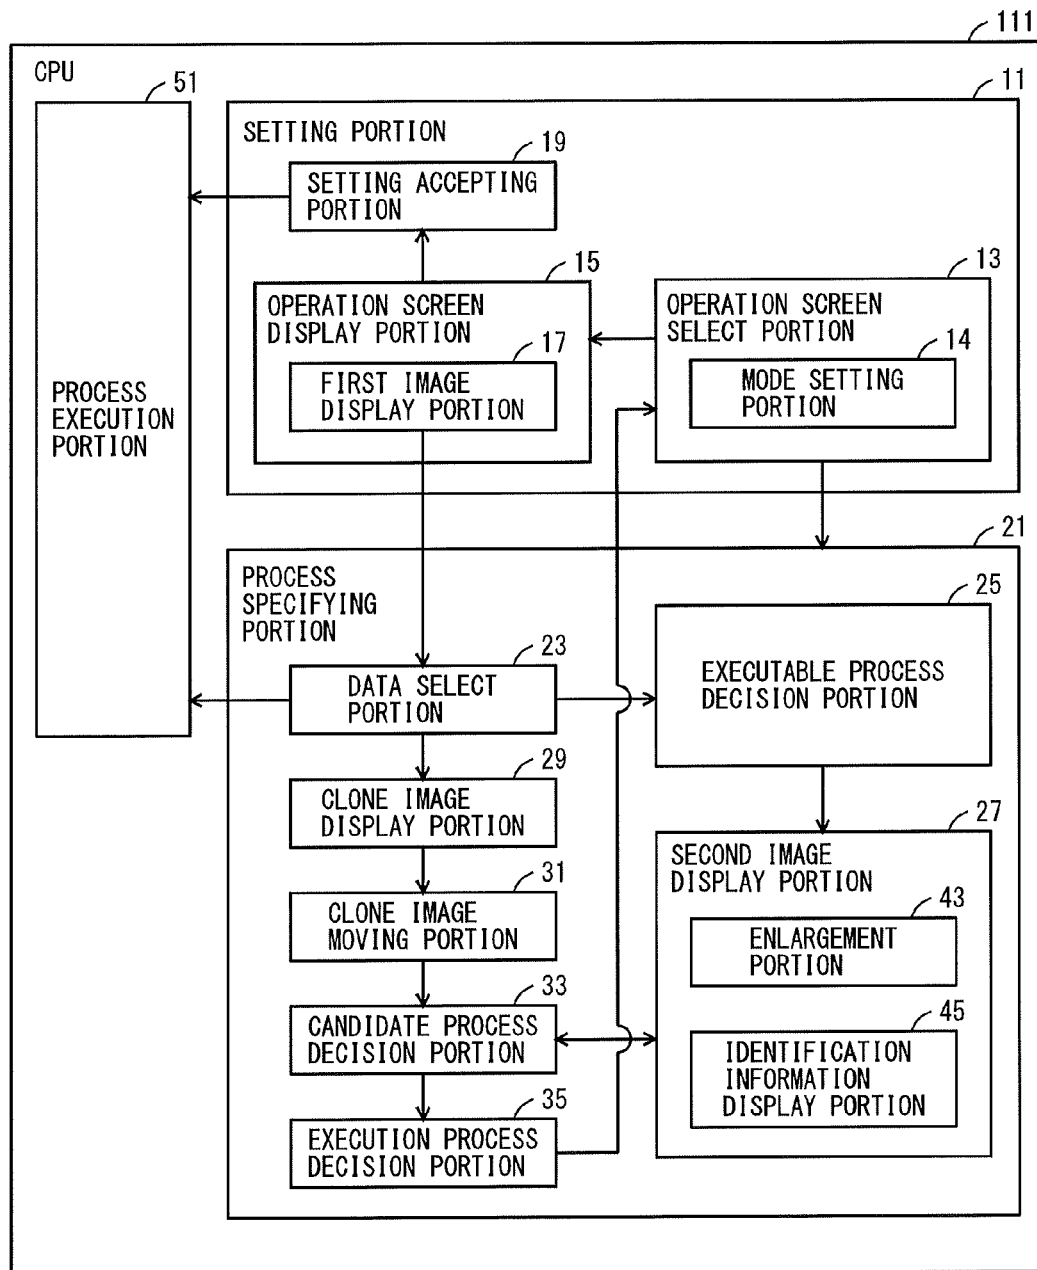 111
CPU
51
11
SETTING PORTION
19
SETTING ACCEPTING
PORTION
15
13
OPERATION SCREEN
DISPLAY PORTION
OPERATION SCREEN
SELECT PORTION
17
14
FIRST IMAGE
DISPLAY PORTION
MODE SETTING
PORTION
PROCESS
EXECUTION
PORTION
21
PROCESS
SPECIFYING
PORTION
25
23
DATA SELECT
PORTION
EXECUTABLE PROCESS
DECISION PORTION
29
CLONE IMAGE
DISPLAY PORTION
27
SECOND IMAGE
DISPLAY PORTION
31
CLONE IMAGE
MOVING PORTION
43
ENLARGEMENT
PORTION
33
CANDIDATE PROCESS
DECISION PORTION
45
IDENTIFICATION
INFORMATION
DISPLAY PORTION
35
EXECUTION PROCESS
DECISION PORTION